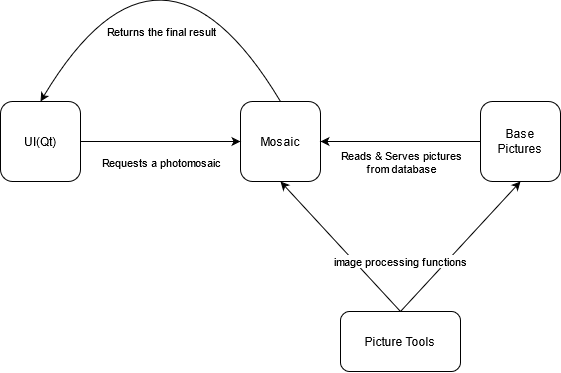 Returns the final result
UI(Qt)
Mosaic
Base
Pictures
Requests a photomosaic
Reads & Serves pictures
from database
image processing functions
Picture Tools